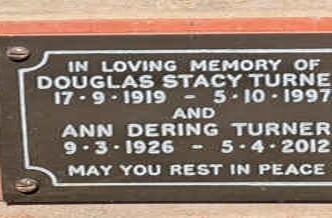 IN LOVING MEMORY OF
DOUGLAS STACY TURNE
17·9·1919 - 5·10·1997
AND
ANN DERING TURNER
9·3·1926 - 5·4·2012
MAY YOU REST IN PEACE